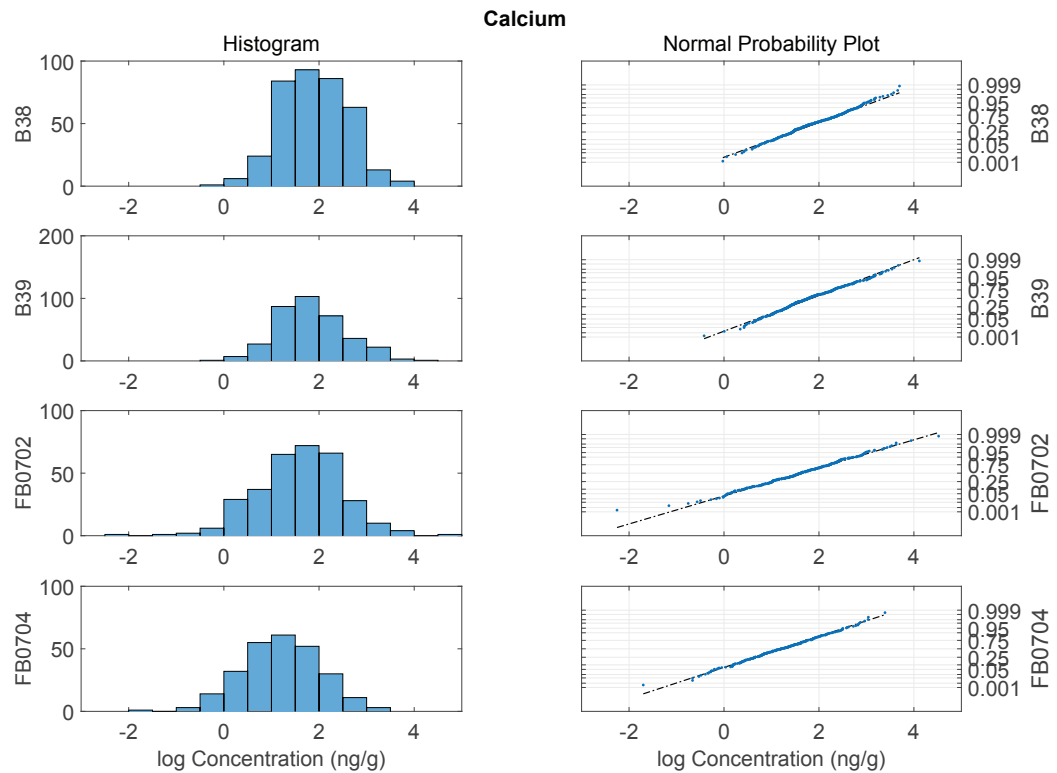 Calcium
Histogram
Normal Probability Plot
100
50
0
B38
-2 0 2 4
0.999
0.95
0.75
0.25
0.05
0.001
B38
-2 0 2 4
200
100
0
B39
-2 0 2 4
0.999
0.95
0.75
0.25
0.05
0.001
B39
-2 0 2 4
100
50
0
FB0702
-2 0 2 4
0.999
0.95
0.75
0.25
0.05
0.001
FB0702
-2 0 2 4
100
50
0
FB0704
-2 0 2 4
log Concentration (ng/g)
0.999
0.95
0.75
0.25
0.05
0.001
FB0704
-2 0 2 4
log Concentration (ng/g)